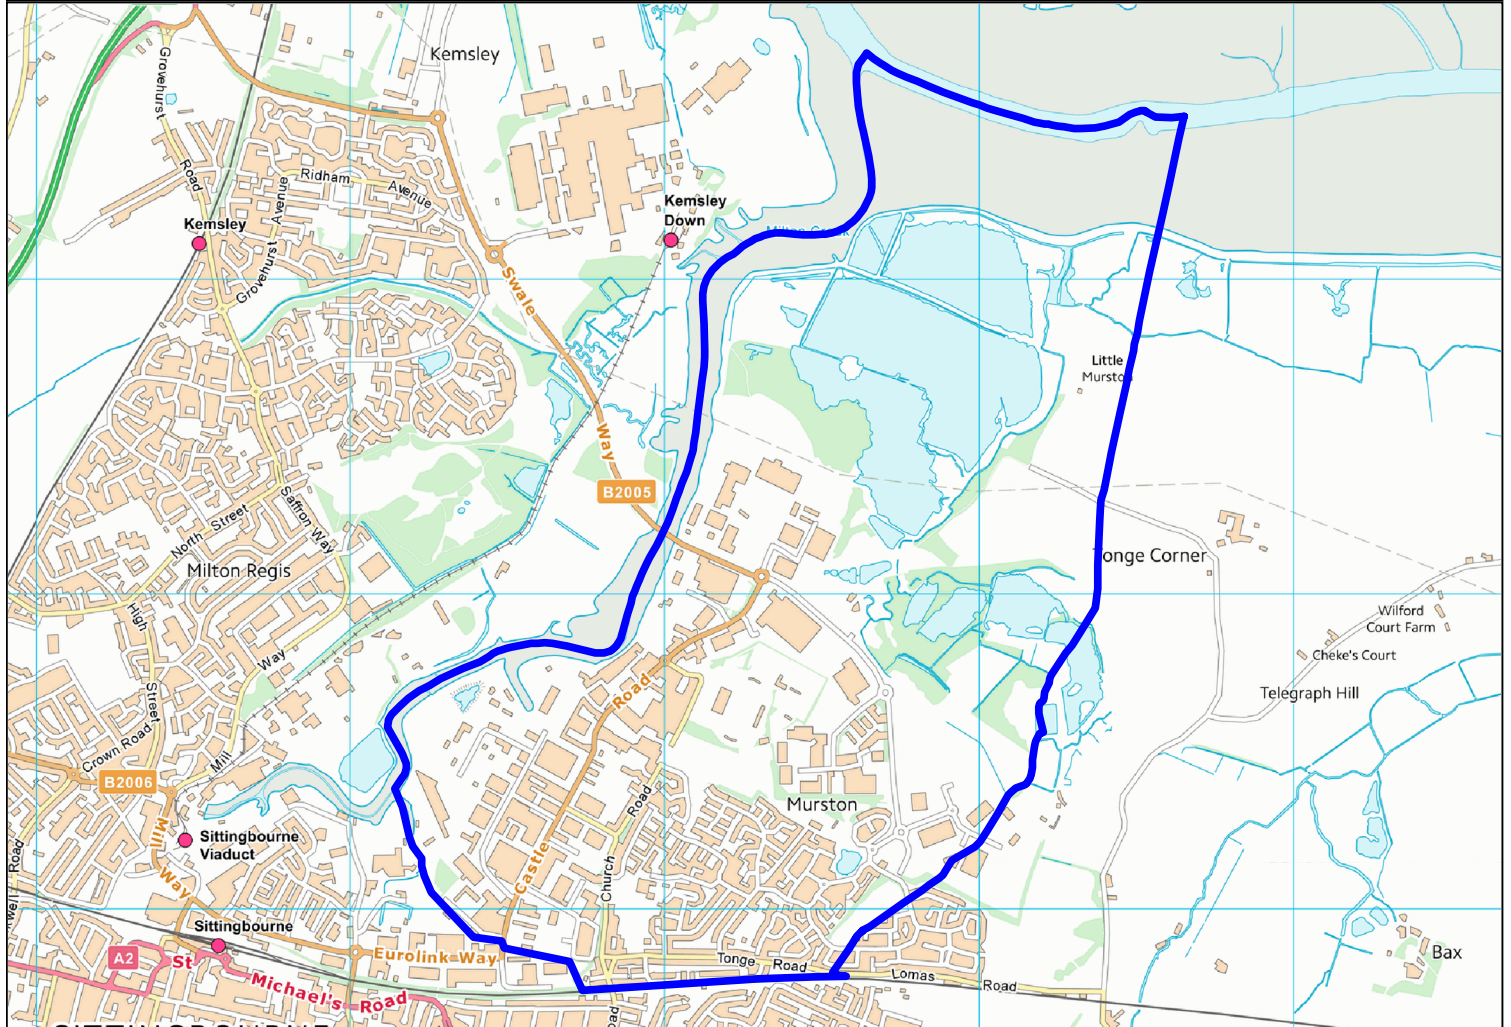 Kemsley
Grovehurst
Road
Ridham
Avenue
Kemsley
Down
Kemsley
Grovehurst
Avenue
Milton Creek
Swale
Way
Little
Murston
B2005
Saffron Way
North
Street
Tonge Corner
Milton Regis
High
Street
Wilford
Court Farm
Cheke's Court
Telegraph Hill
Way
Mill
Crown Road
Road
B2006
Murston
Road
Church
Mill
Way
Sittingbourne
Viaduct
Castle
Road
Sittingbourne
A2
St
Michael's
Road
Eurolink Way
Tonge
Road
Lomas
Road
Bax
SITTINGBOURNE